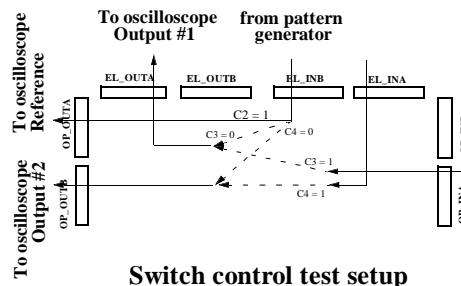 To oscilloscope
Output #1
from pattern
generator
EL_OUTA
EL_OUTB
EL_INB
EL_INA
To oscilloscope
Reference
OP_OUTA
C2 = 1
C3 = 0
C4 = 0
C3 = 1
C4 = 1
To oscilloscope
Output #2
OP_OUTB
OP_INA
Switch control test setup